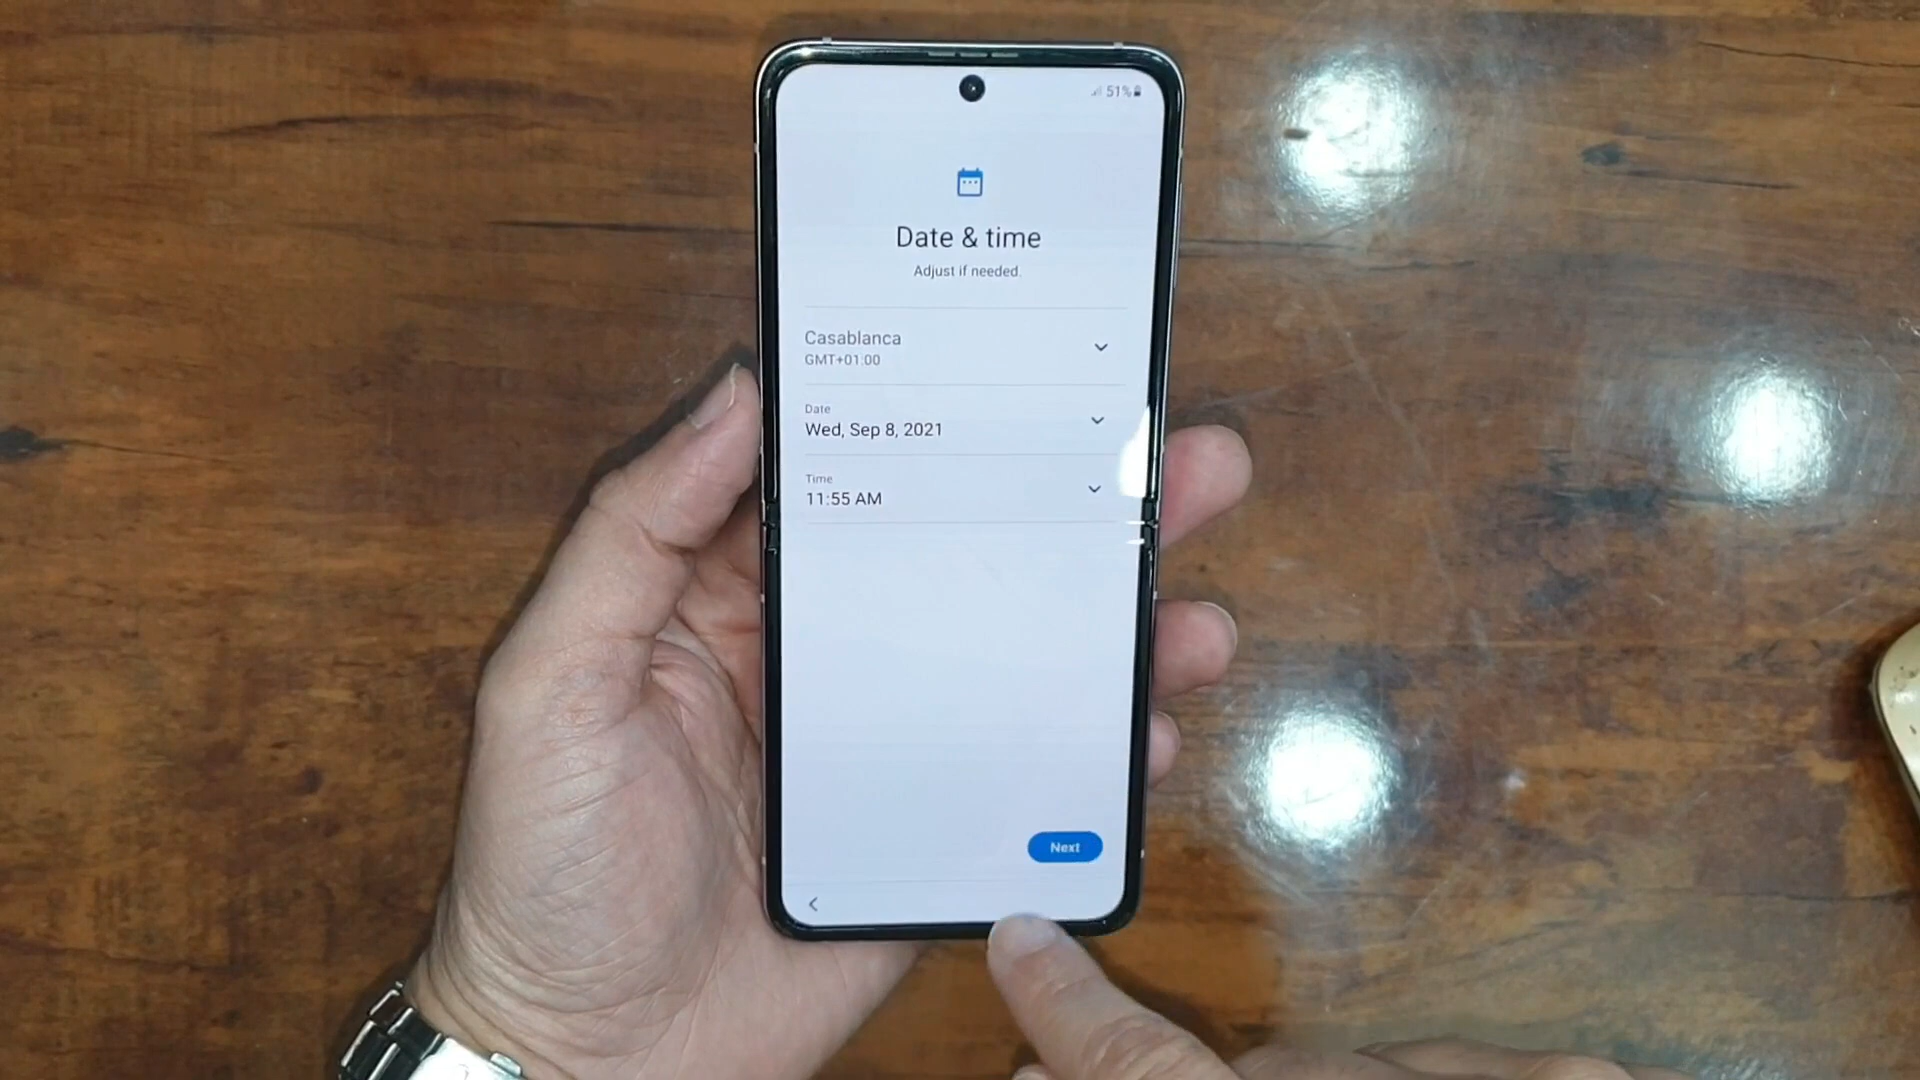 51%
Date & time
Adjust if needed.
Casablanca
GMT+01:00
Date
Wed, Sep 8, 2021
Time
11:55 AM
Next